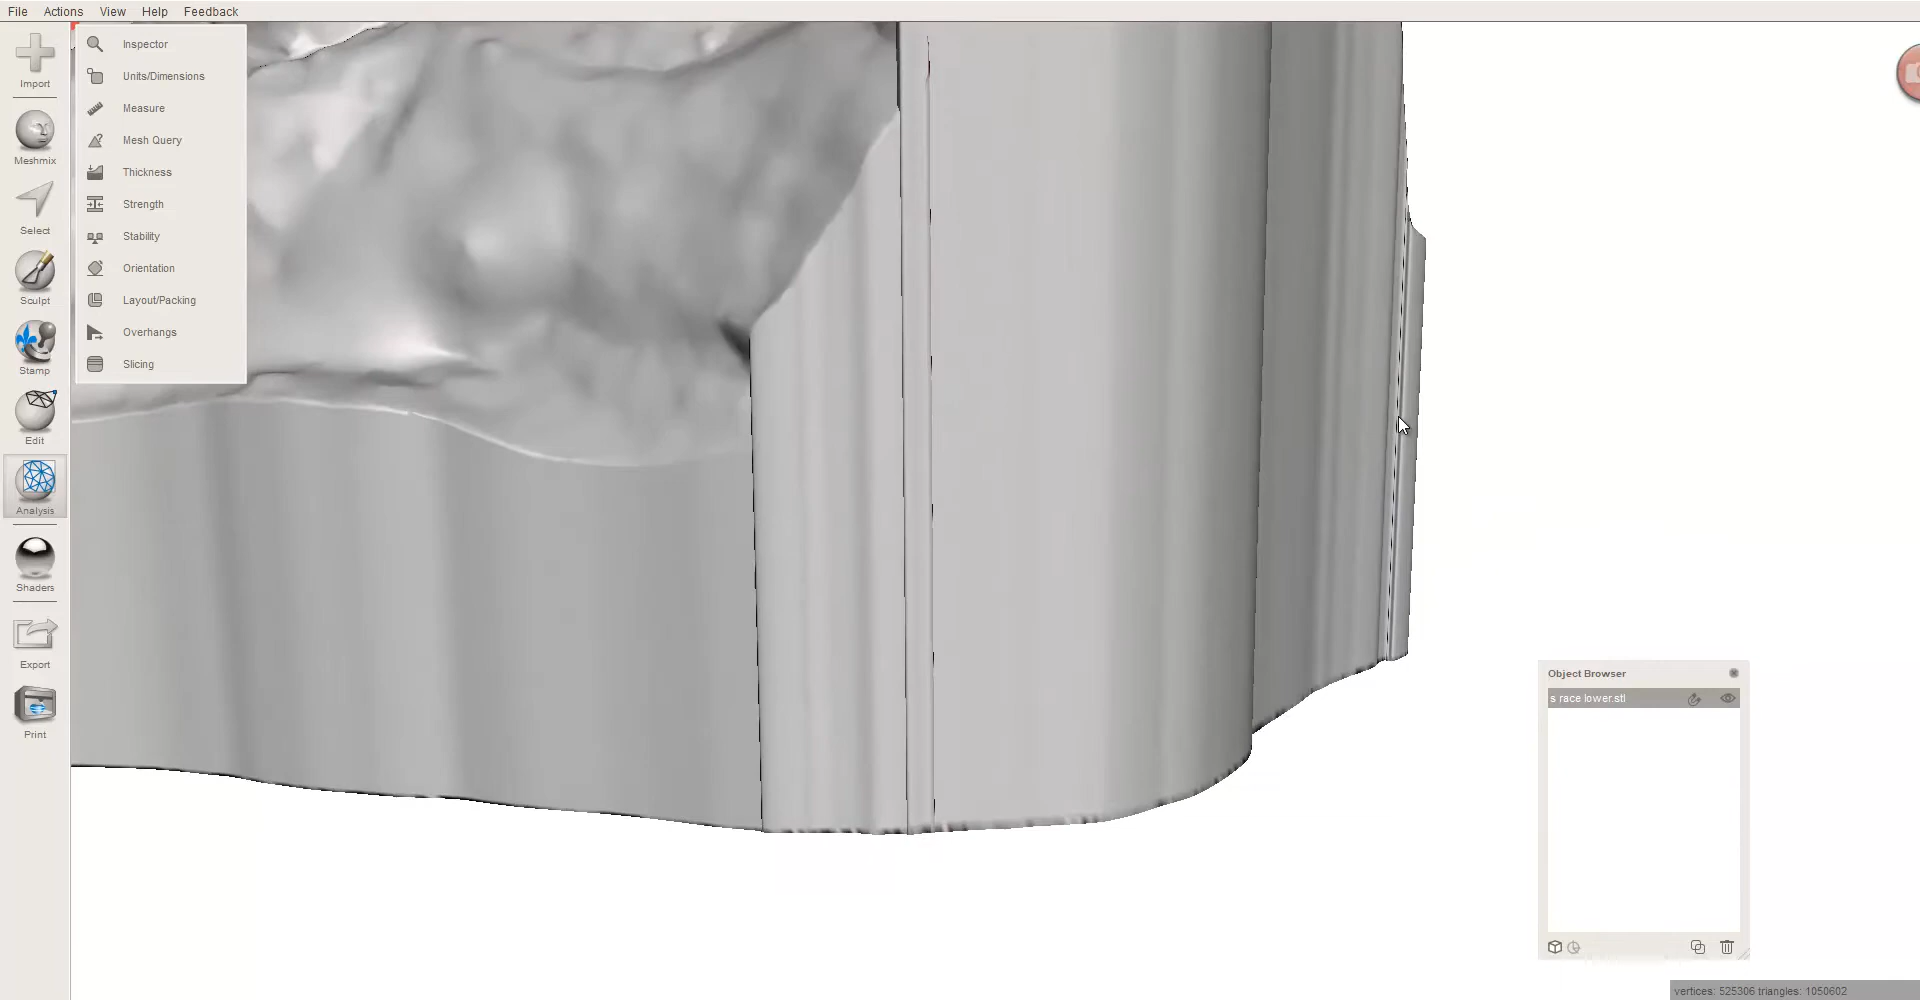 File Actions View Help Feedback
Import
Meshmix
Select
Sculpt
Stamp
Edit
Analysis
Shaders
Export
Print
Inspector
Units/Dimensions
Measure
Mesh Query
Thickness
Strength
Stability
Orientation
Layout/Packing
Overhangs
Slicing
Object Browser
s race lower.stl
vertices: 525306 triangles: 1050602